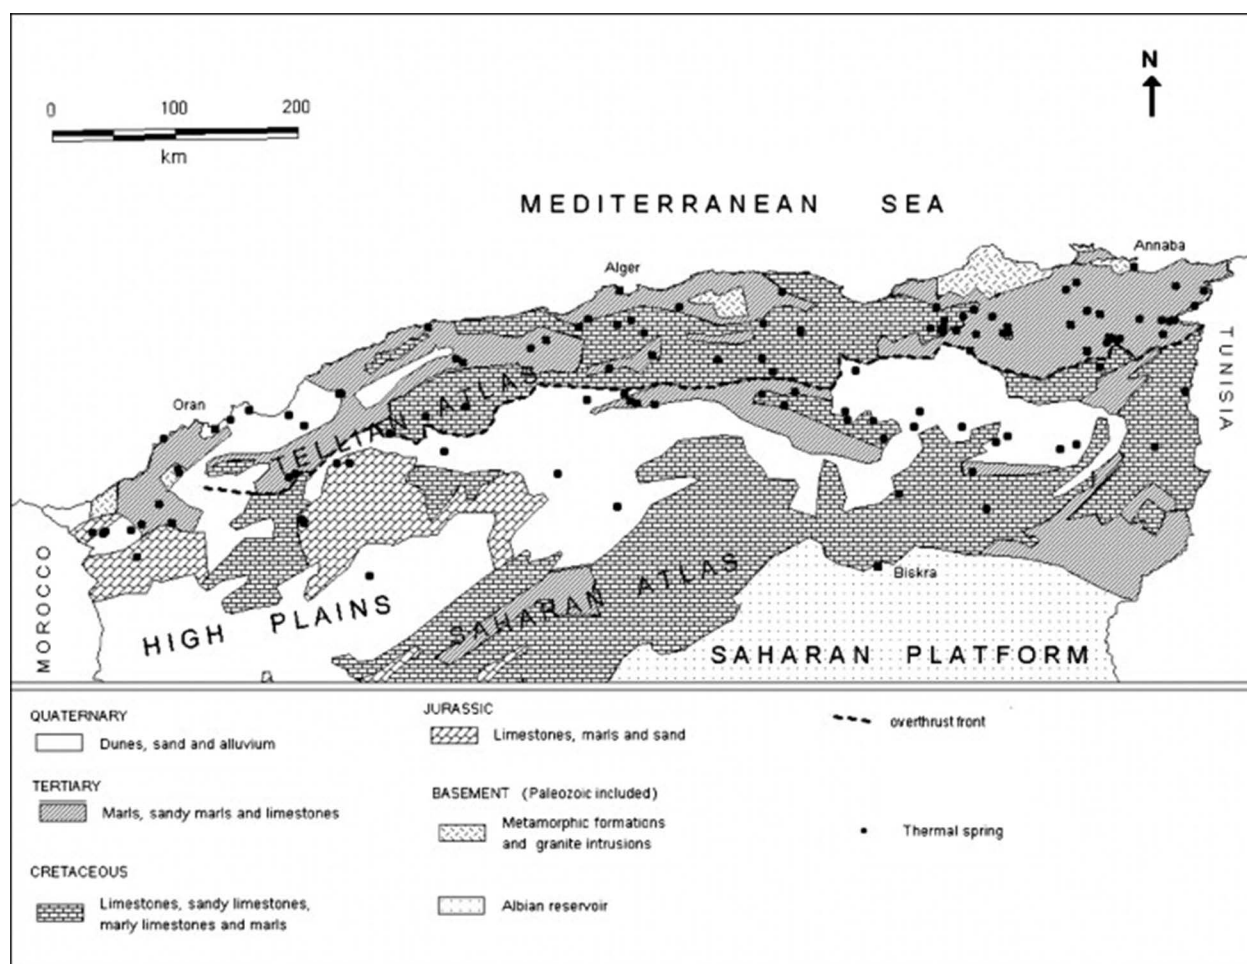 N
0 100 200
km
MEDITERRANEAN SEA
Annaba
Alger
Oran
TELLIAN ATLAS
TUNISIA
MOROCCO
HIGH PLAINS
SAHARAN ATLAS
Biskra
SAHARAN PLATFORM
QUATERNARY
Dunes, sand and alluvium
TERTIARY
Marls, sandy marls and limestones
CRETACEOUS
Limestones, sandy limestones,
marly limestones and marls
JURASSIC
Limestones, marls and sand
BASEMENT (Paleozoic included)
Metamorphic formations
and granite intrusions
Albian reservoir
overthrust front
Thermal spring